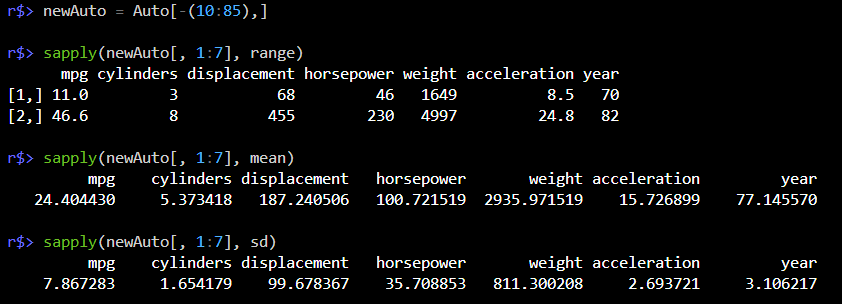 r$> newAuto = Auto[-(10:85),]
r$> sapply(newAuto[, 1:7], range)
mpg cylinders displacement horsepower weight acceleration year
[1,] 11.0 3 68 46 1649 8.5 70
[2,] 46.6 8 455 230 4997 24.8 82
r$> sapply(newAuto[, 1:7], mean)
mpg cylinders displacement horsepower weight acceleration year
24.404430 5.373418 187.240506 100.721519 2935.971519 15.726899 77.145570
r$> sapply(newAuto[, 1:7], sd)
mpg cylinders displacement horsepower weight acceleration year
7.867283 1.654179 99.678367 35.708853 811.300208 2.693721 3.106217